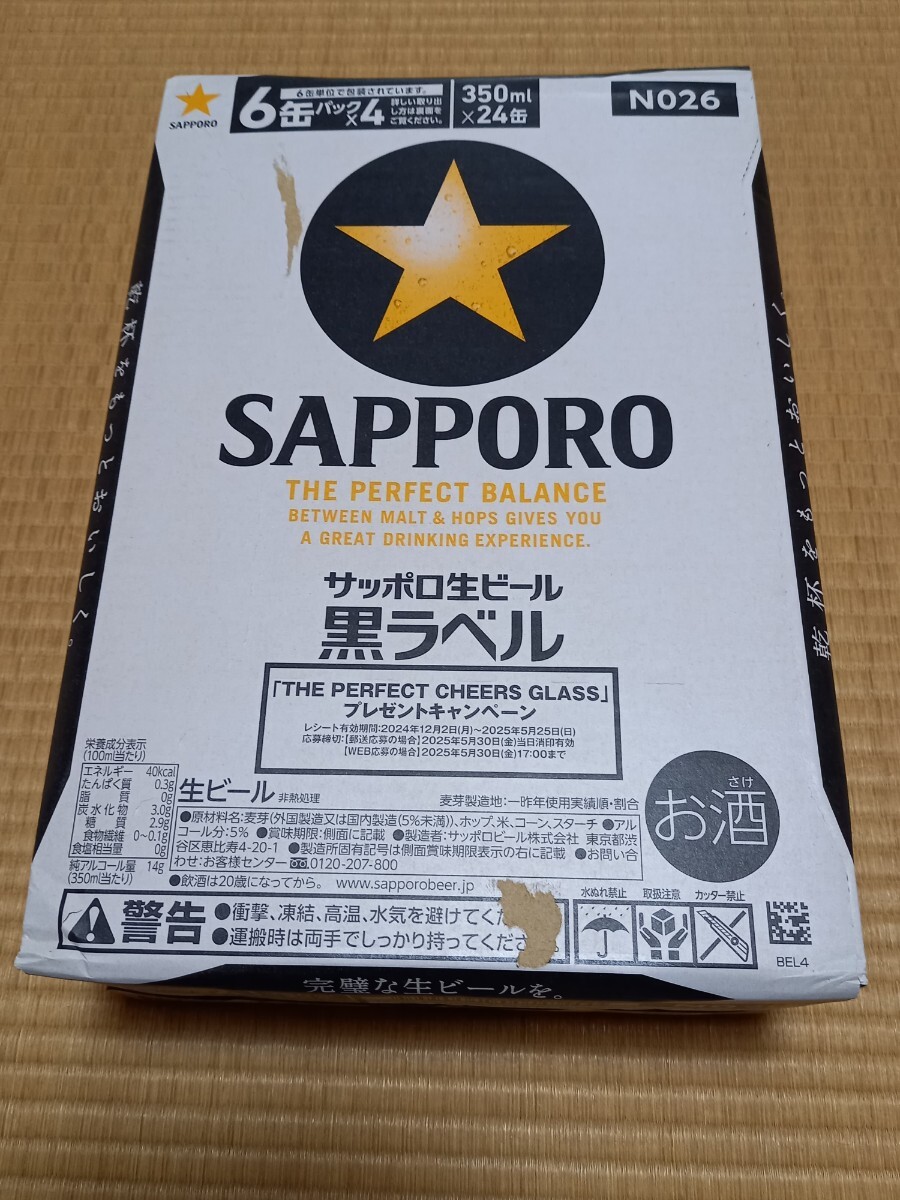 SAPPORO
6缶単位で包装されています。
6缶パック×4
詳しい取り出
し方は裏面を
ご覧ください。
350ml
×24缶
N026
SAPPORO
THE PERFECT BALANCE
BETWEEN MALT & HOPS GIVES YOU
A GREAT DRINKING EXPERIENCE.
サッポロ生ビール
黒ラベル
「THE PERFECT CHEERS GLASS」
プレゼントキャンペーン
レシート有効期間:2024年12月2日(月)~2025年5月25日(日)
応募締切:【郵送応募の場合】2025年5月30日(金)当日消印有効
【WEB応募の場合】2025年5月30日(金)17:00まで
栄養成分表示
(100ml当たり)
エネルギー 40kcal
たんぱく質 0.3g
脂質 0g
炭水化物 3.0g
糖質 2.9g
食物繊維 0~0.1g
食塩相当量 0g
純アルコール量 14g
(350ml当たり)
生ビール 非熱処理
麦芽製造地:一昨年使用実績順・割合
●原材料名:麦芽(外国製造又は国内製造(5%未満))、ホップ、米、コーン、スターチ ●アル
コール分:5% ●賞味期限:側面に記載 ●製造者:サッポロビール株式会社 東京都渋
谷区恵比寿4-20-1 ●製造所固有記号は側面賞味期限表示の右に記載 ●お問い合
わせ:お客様センター 0120-207-800
●飲酒は20歳になってから。 www.sapporobeer.jp
さけ
お酒
警告
●衝撃、凍結、高温、水気を避けてくだ
●運搬時は両手でしっかり持ってくださ
水ぬれ禁止
取扱注意
カッター禁止
BEL4
完璧な生ビールを。
乾杯をもっとおいしく。
乾杯をもっとおいしく。